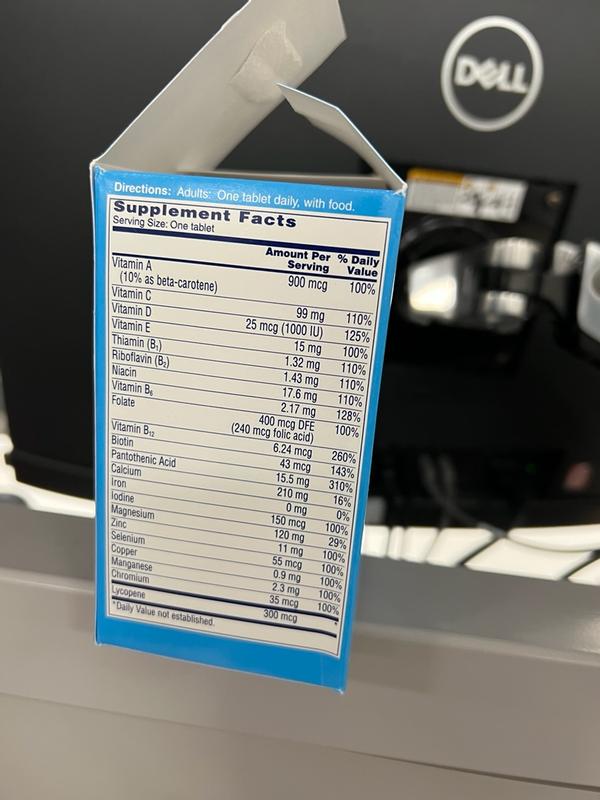 DELL
Directions: Adults: One tablet daily, with food.
Supplement Facts
Serving Size: One tablet
Amount Per Serving % Daily Value
Vitamin A 900 mcg 100%
(10% as beta-carotene)
Vitamin C 99 mg 110%
Vitamin D 25 mcg (1000 IU) 125%
Vitamin E 15 mg 100%
Thiamin (B₁) 1.32 mg 110%
Riboflavin (B₂) 1.43 mg 110%
Niacin 17.6 mg 110%
Vitamin B₆ 2.17 mg 128%
Folate 400 mcg DFE 100%
(240 mcg folic acid)
Vitamin B₁₂ 6.24 mcg 260%
Biotin 43 mcg 143%
Pantothenic Acid 15.5 mg 310%
Calcium 210 mg 16%
Iron 0 mg 0%
Iodine 150 mcg 100%
Magnesium 120 mg 29%
Zinc 11 mg 100%
Selenium 55 mcg 100%
Copper 0.9 mg 100%
Manganese 2.3 mg 100%
Chromium 35 mcg 100%
Lycopene 300 mcg *
*Daily Value not established.